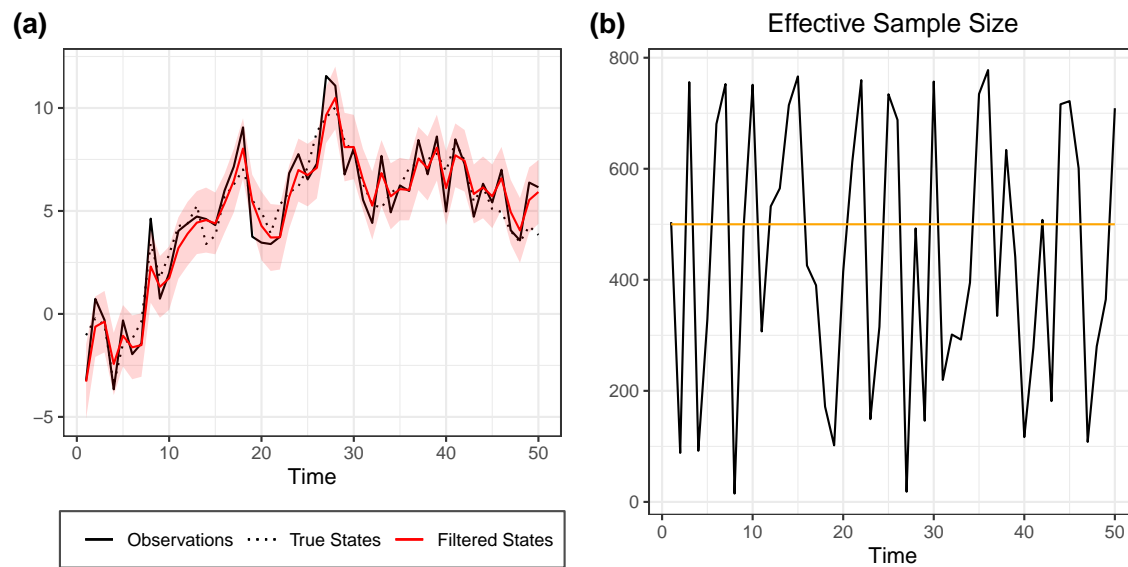 (a)
10
5
0
−5
0 10 20 30 40 50
Time
Observations True States Filtered States
(b) Effective Sample Size
800
600
400
200
0
0 10 20 30 40 50
Time